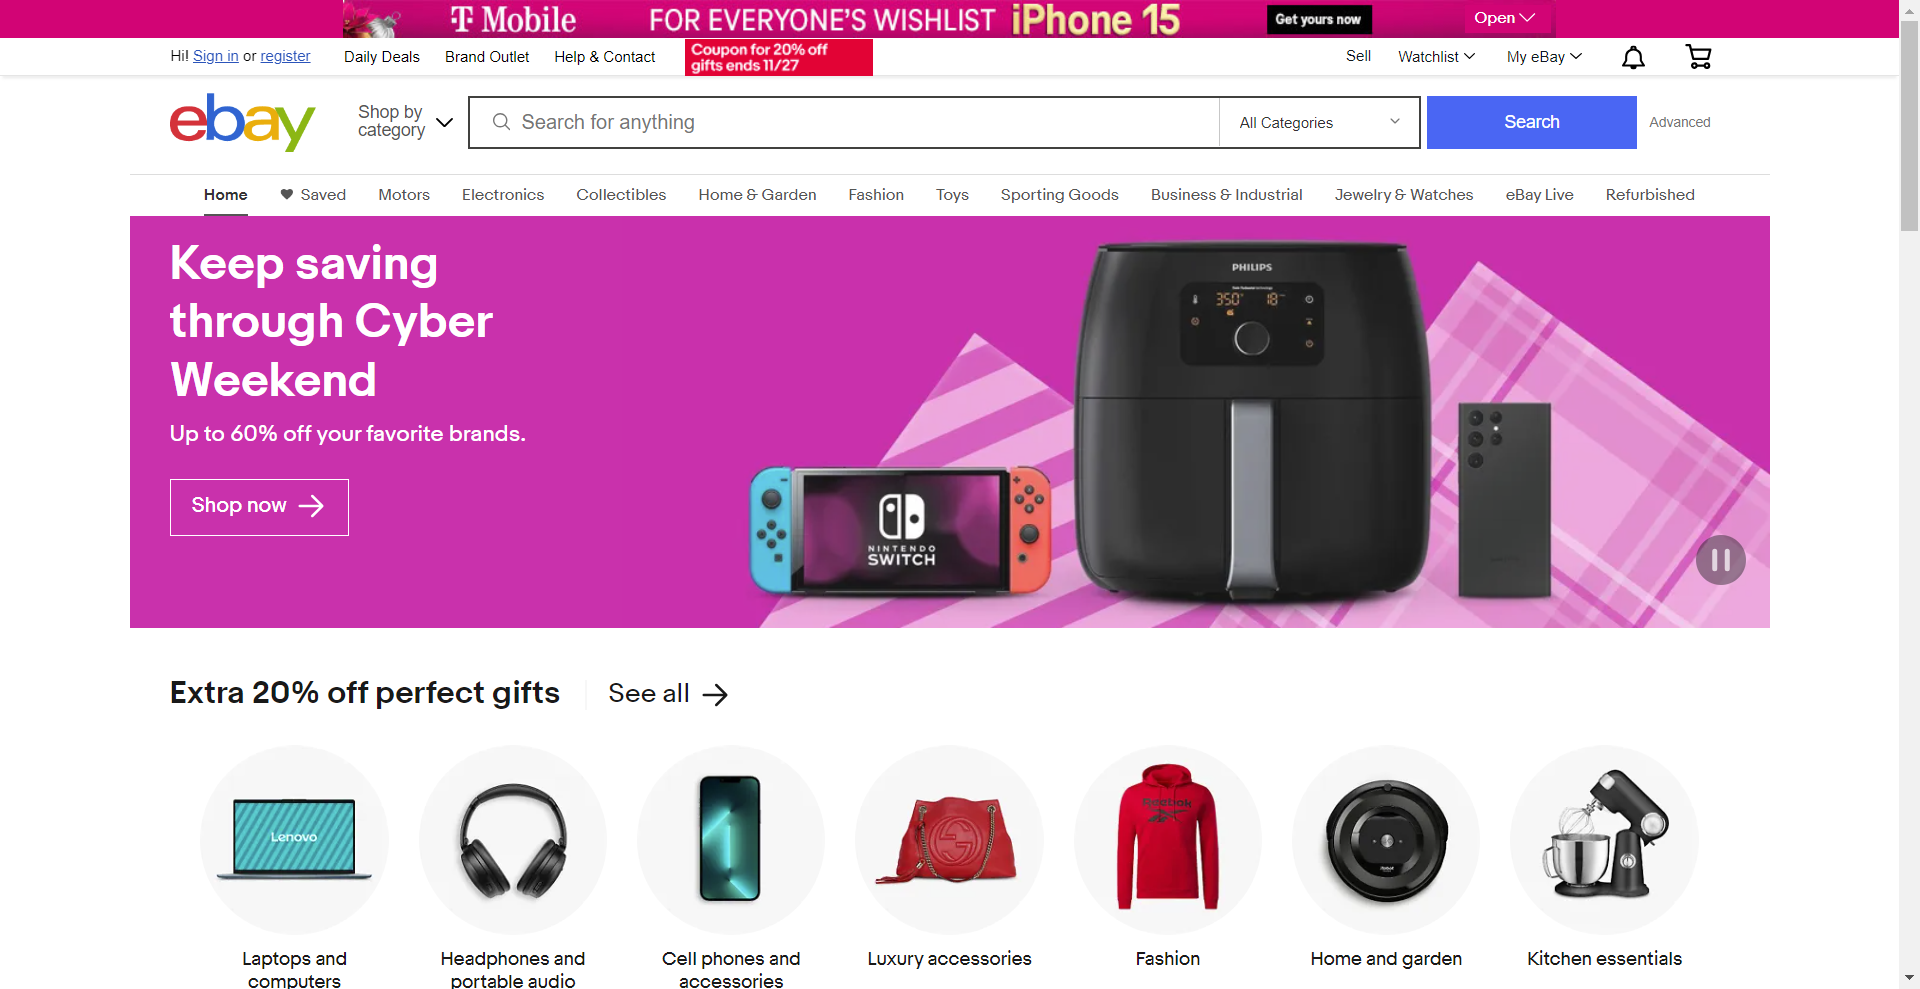 T Mobile FOR EVERYONE'S WISHLIST iPhone 15 Get yours now Open
Hi! Sign in or register Daily Deals Brand Outlet Help & Contact
Coupon for 20% off
gifts ends 11/27
Sell Watchlist My eBay
ebay
Shop by
category
Search for anything All Categories Search Advanced
Home Saved Motors Electronics Collectibles Home & Garden Fashion Toys Sporting Goods Business & Industrial Jewelry & Watches eBay Live Refurbished
Keep saving
through Cyber
Weekend
Up to 60% off your favorite brands.
Shop now
PHILIPS
350° 18
NINTENDO
SWITCH
Extra 20% off perfect gifts See all
Lenovo
Reebok
Laptops and
computers
Headphones and
portable audio
Cell phones and
accessories
Luxury accessories
Fashion
Home and garden
Kitchen essentials